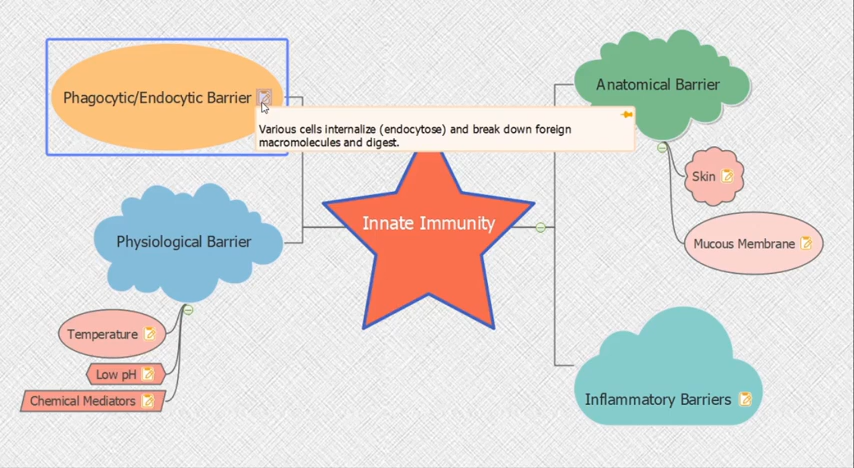 Phagocytic/Endocytic Barrier
Various cells internalize (endocytose) and break down foreign
macromolecules and digest.
Anatomical Barrier
Skin
Mucous Membrane
Innate Immunity
Physiological Barrier
Temperature
Low pH
Chemical Mediators
Inflammatory Barriers